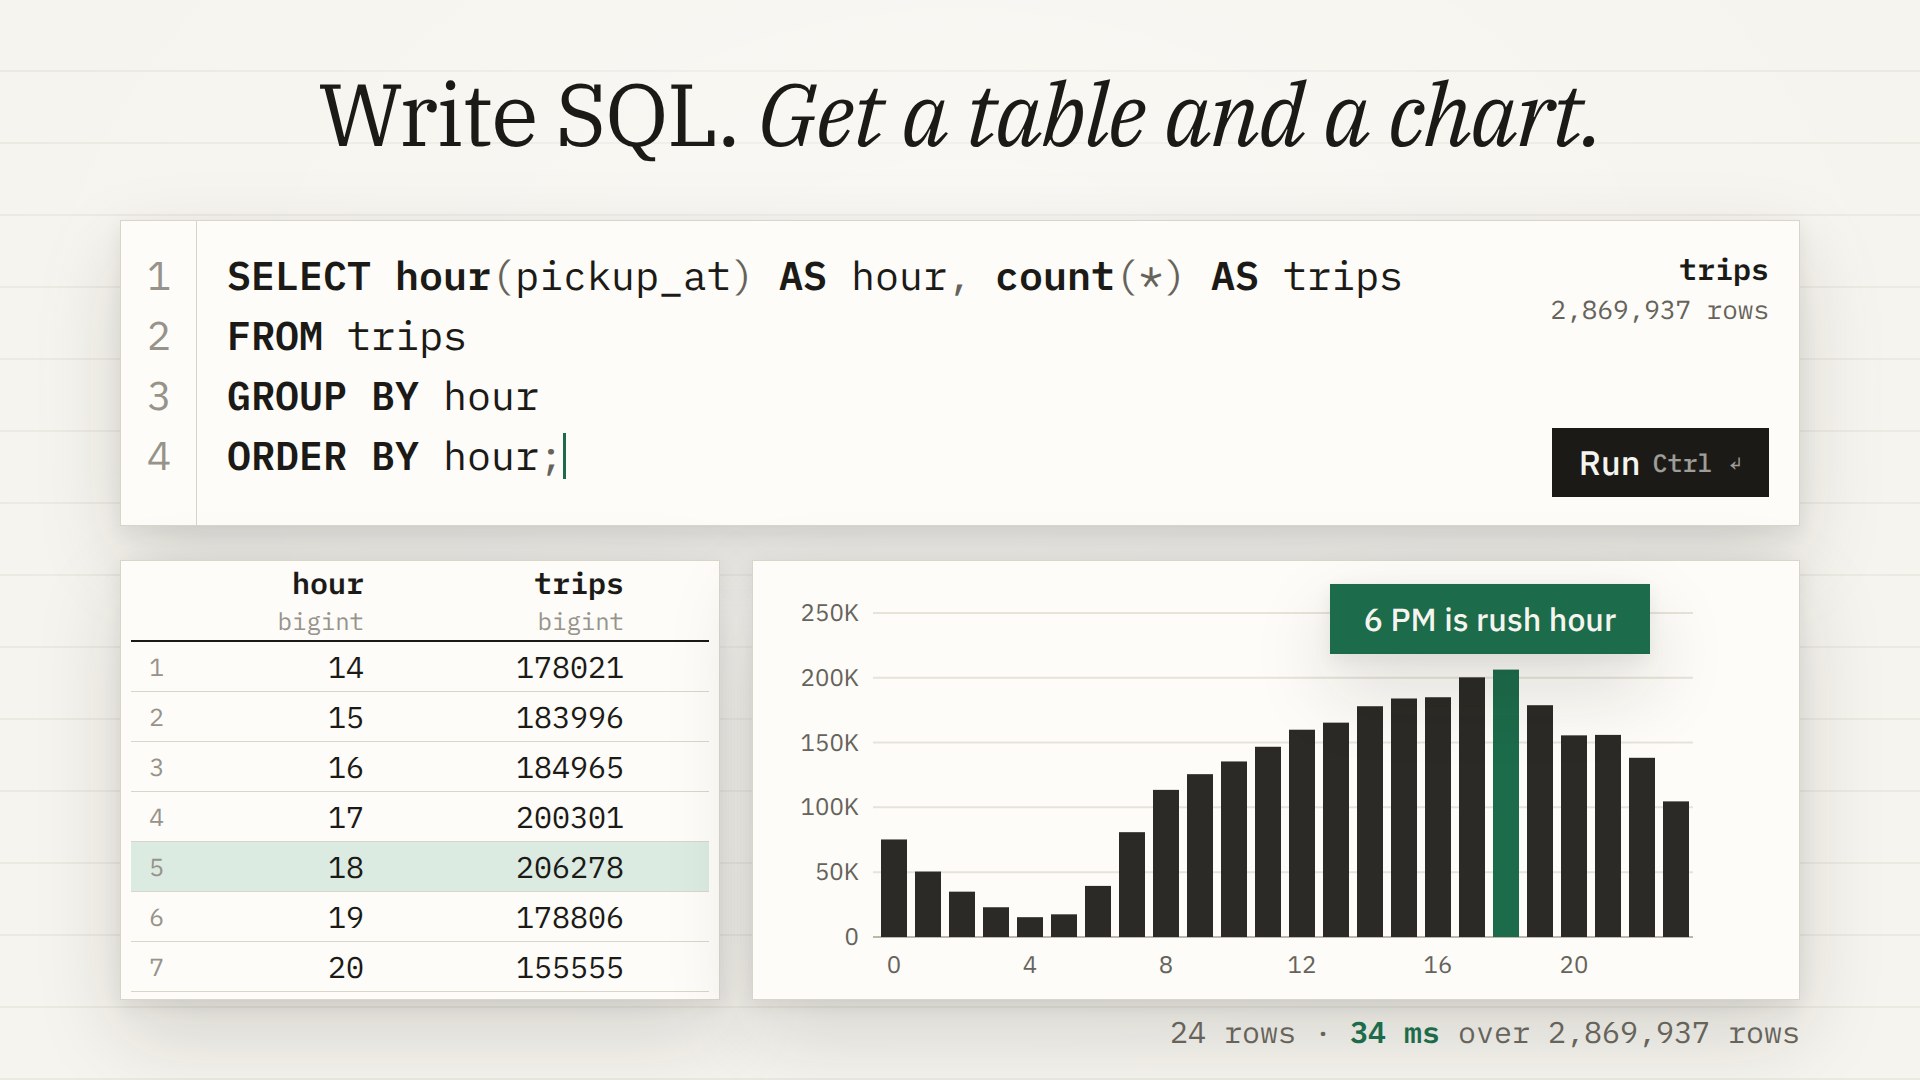 Write SQL. Get a table and a chart.
1 SELECT hour(pickup_at) AS hour, count(*) AS trips
2 FROM trips
3 GROUP BY hour
4 ORDER BY hour;
trips
2,869,937 rows
Run Ctrl ↲
hour trips
bigint bigint
1 14 178021
2 15 183996
3 16 184965
4 17 200301
5 18 206278
6 19 178806
7 20 155555
6 PM is rush hour
250K
200K
150K
100K
50K
0
0 4 8 12 16 20
24 rows · 34 ms over 2,869,937 rows